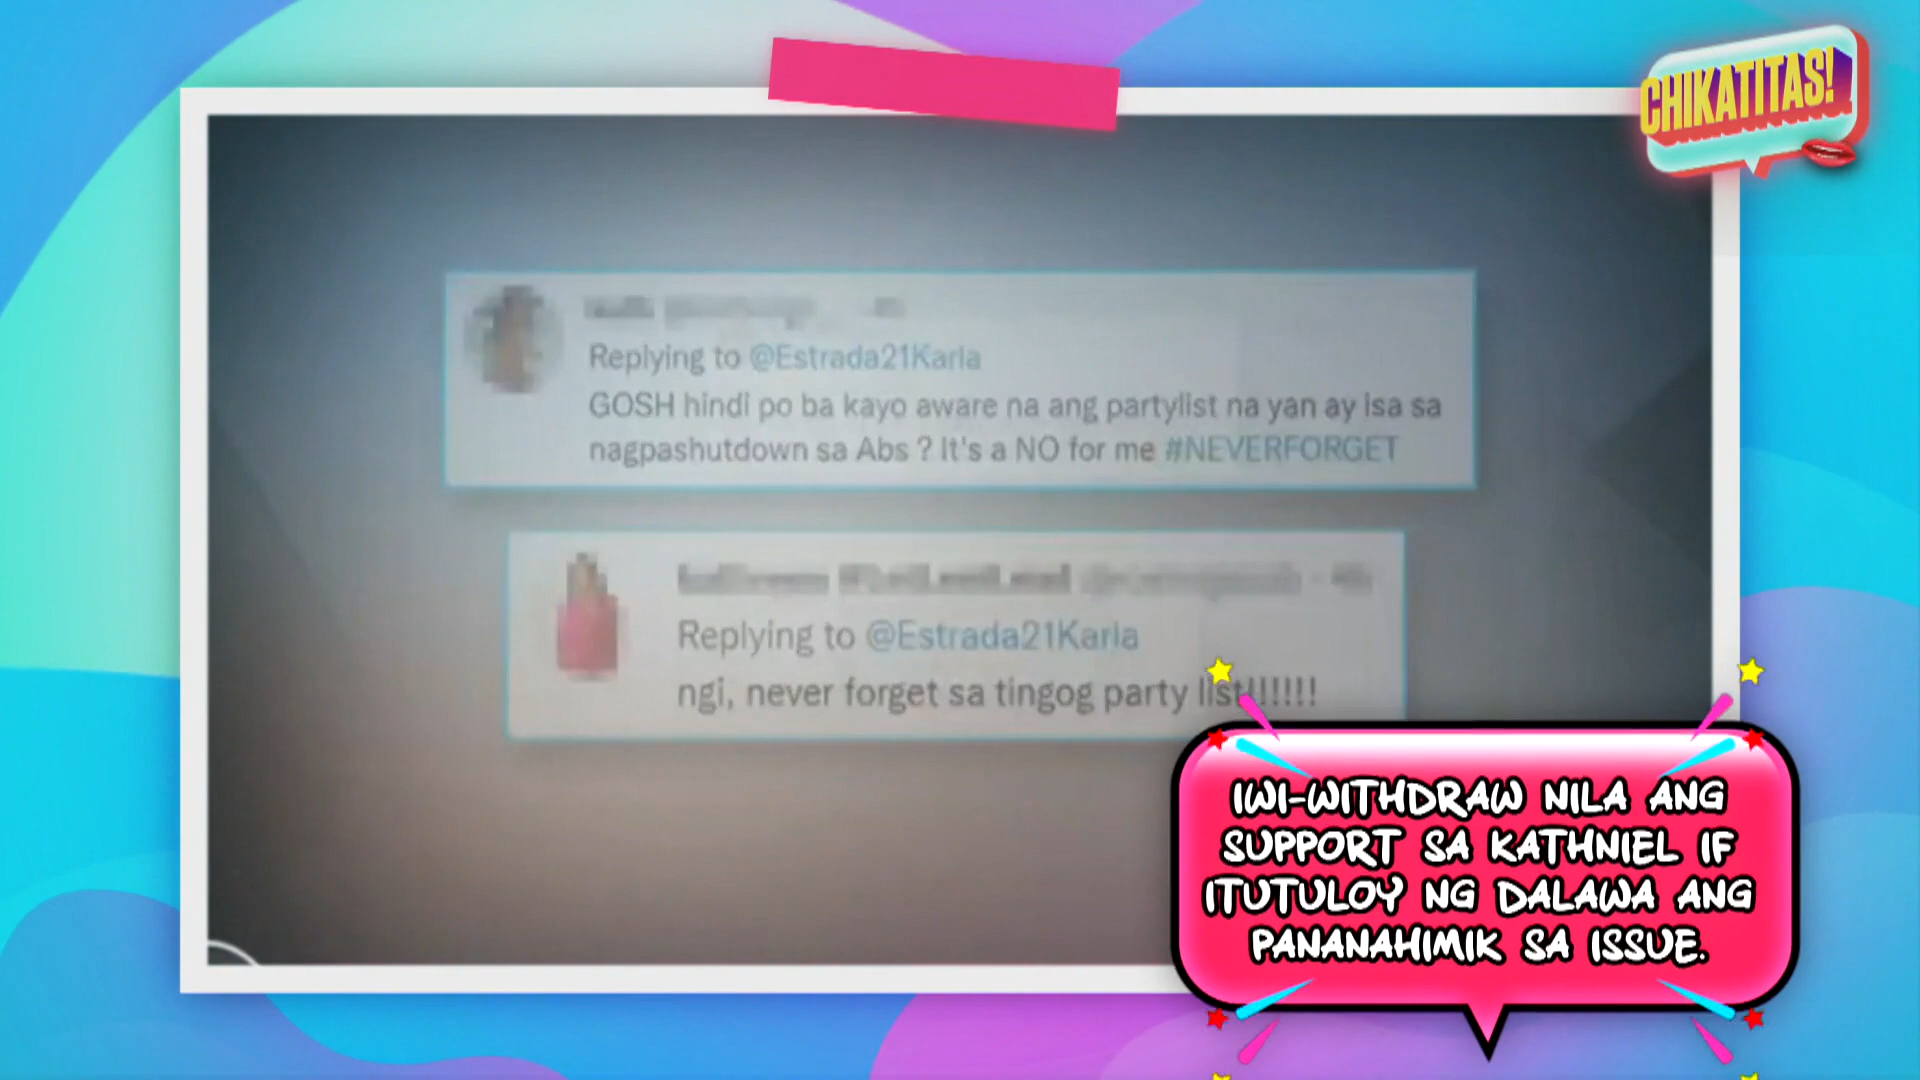 CHIKATITAS!
Replying to @Estrada21Karla
GOSH hindi po ba kayo aware na ang partylist na yan ay isa sa
nagpashutdown sa Abs ? It's a NO for me #NEVERFORGET
Replying to @Estrada21Karla
ngi, never forget sa tingog party list!!!!!!
IWI-WITHDRAW NILA ANG
SUPPORT SA KATHNIEL IF
ITUTULOY NG DALAWA ANG
PANANAHIMIK SA ISSUE.